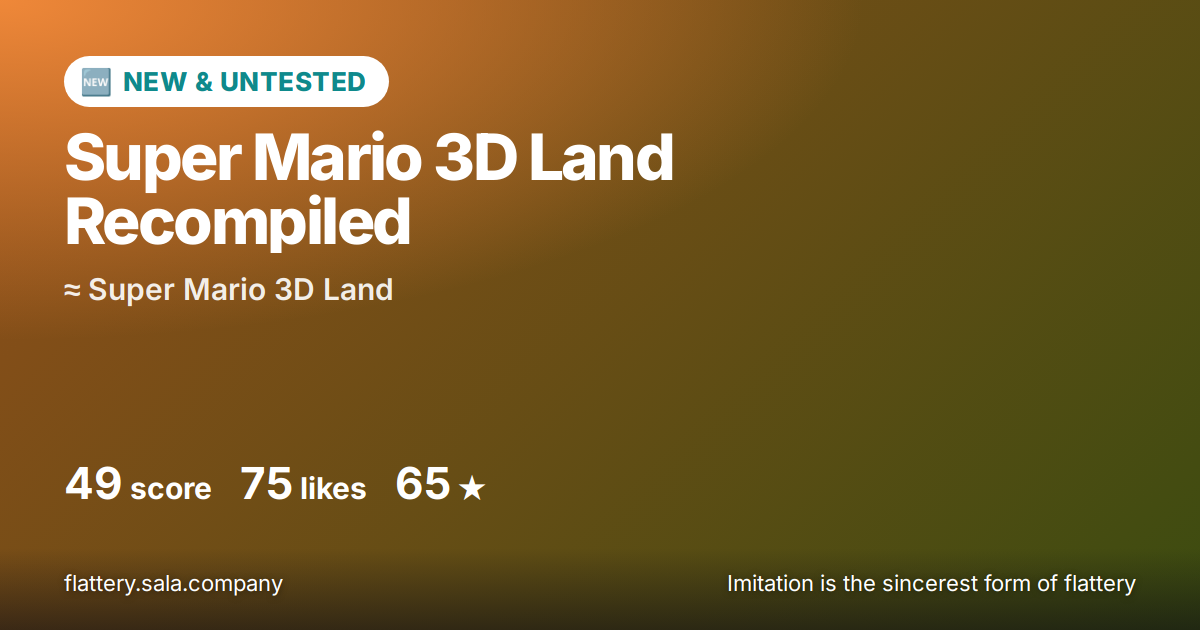 🆕 NEW & UNTESTED
Super Mario 3D Land
Recompiled
≈ Super Mario 3D Land
49 score 75 likes 65 ★
flattery.sala.company
Imitation is the sincerest form of flattery